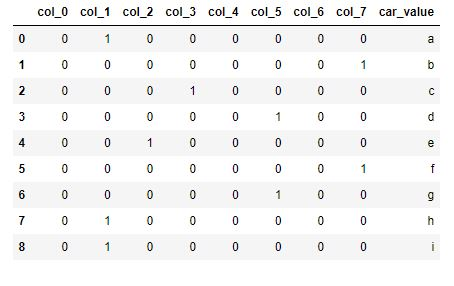 col_0 col_1 col_2 col_3 col_4 col_5 col_6 col_7 car_value
0 0 1 0 0 0 0 0 0 a
1 0 0 0 0 0 0 0 1 b
2 0 0 0 1 0 0 0 0 c
3 0 0 0 0 0 1 0 0 d
4 0 0 1 0 0 0 0 0 e
5 0 0 0 0 0 0 0 1 f
6 0 0 0 0 0 1 0 0 g
7 0 1 0 0 0 0 0 0 h
8 0 1 0 0 0 0 0 0 i